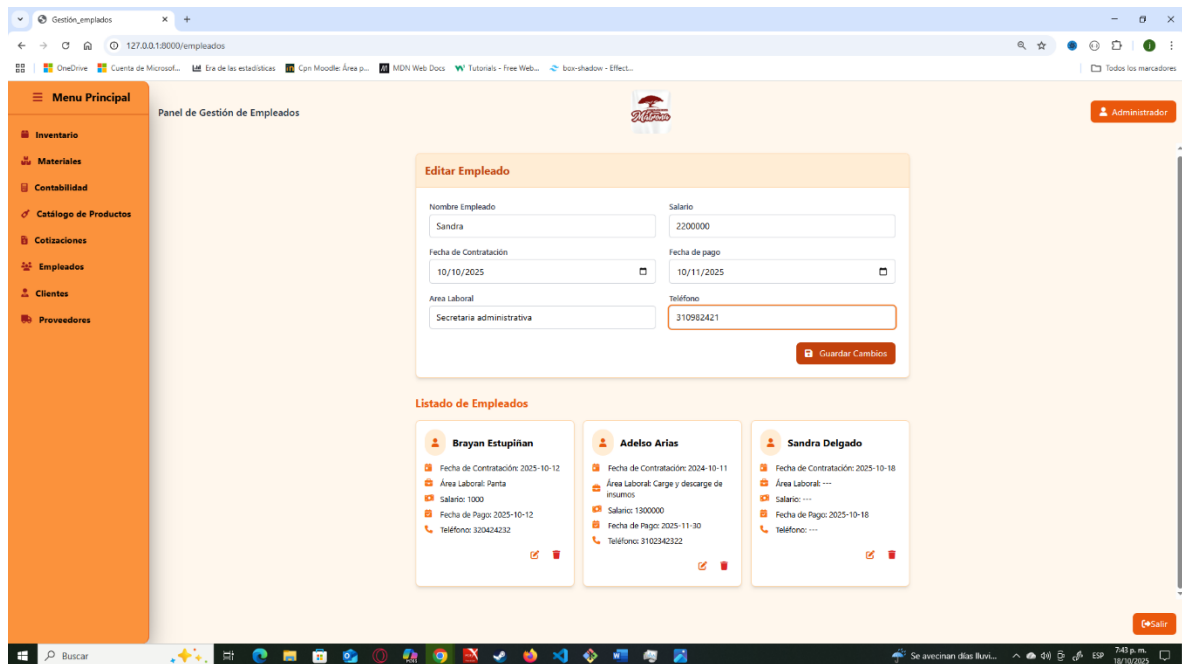 Gestión_emplados
127.0.0.1:8000/empleados
OneDrive
Cuenta de Microsof...
Era de las estadísticas
Cpn Moodle: Área p...
MDN Web Docs
Tutorials - Free Web...
box-shadow - Effect...
Todos los marcadores
Menu Principal
Inventario
Materiales
Contabilidad
Catálogo de Productos
Cotizaciones
Empleados
Clientes
Proveedores
Panel de Gestión de Empleados
Matrona
Administrador
Editar Empleado
Nombre Empleado
Salario
Sandra
2200000
Fecha de Contratación
Fecha de pago
10/10/2025
10/11/2025
Area Laboral
Teléfono
Secretaria administrativa
310982421
Guardar Cambios
Listado de Empleados
Brayan Estupiñan
Fecha de Contratación: 2025-10-12
Área Laboral: Panta
Salario: 1000
Fecha de Pago: 2025-10-12
Teléfono: 320424232
Adelso Arias
Fecha de Contratación: 2024-10-11
Área Laboral: Carge y descarge de
insumos
Salario: 1300000
Fecha de Pago: 2025-11-30
Teléfono: 3102342322
Sandra Delgado
Fecha de Contratación: 2025-10-18
Área Laboral: ---
Salario: ---
Fecha de Pago: 2025-10-18
Teléfono: ---
Salir
Buscar
Se avecinan días lluvi...
ESP
7:43 p. m.
18/10/2025